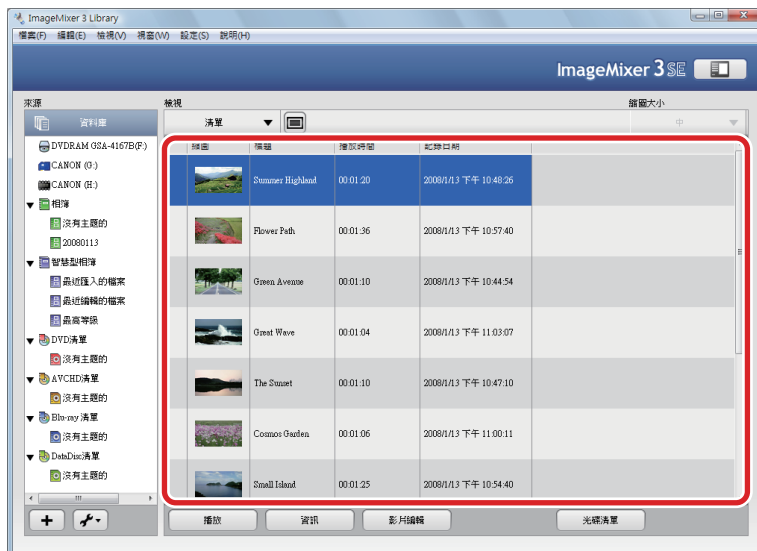 ImageMixer 3 Library
檔案(F) 編輯(E) 檢視(V) 視窗(W) 設定(S) 說明(H)
ImageMixer 3 SE
來源 檢視 縮圖大小
資料庫 清單 中
縮圖 標題 播放時間 記錄日期
DVDRAM GSA-4167B(F:)
CANON (G:)
CANON (H:)
相簿
沒有主題的
20080113
智慧型相簿
最近匯入的檔案
最近編輯的檔案
最高等級
DVD清單
沒有主題的
AVCHD清單
沒有主題的
Blu-ray 清單
沒有主題的
DataDisc清單
沒有主題的
Summer Highland 00:01:20 2008/1/13 下午 10:48:26
Flower Path 00:01:36 2008/1/13 下午 10:57:40
Green Avenue 00:01:10 2008/1/13 下午 10:44:54
Great Wave 00:01:04 2008/1/13 下午 11:03:07
The Sunset 00:01:10 2008/1/13 下午 10:47:10
Cosmos Garden 00:01:06 2008/1/13 下午 11:00:11
Small Island 00:01:25 2008/1/13 下午 10:54:40
播放 資訊 影片編輯 光碟清單